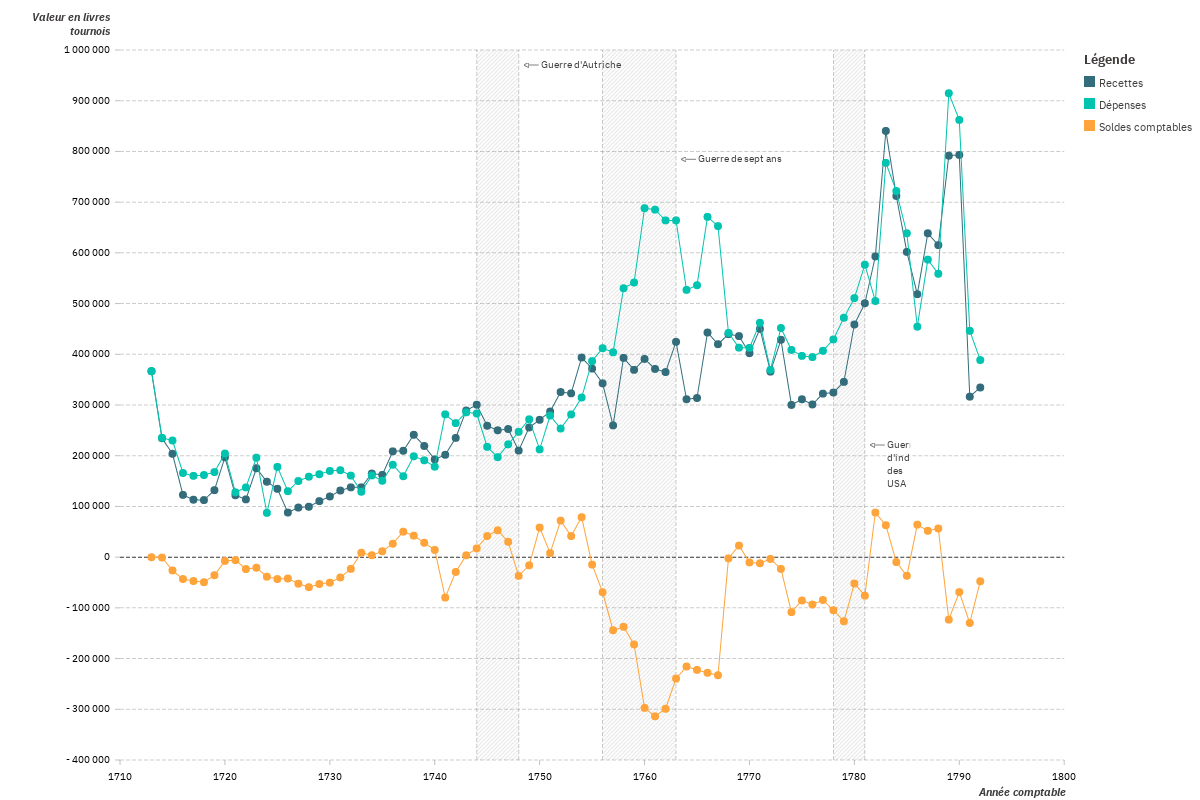 Valeur en livres
tournois
1 000 000
900 000
800 000
700 000
600 000
500 000
400 000
300 000
200 000
100 000
0
- 100 000
- 200 000
- 300 000
- 400 000
1710
1720
1730
1740
1750
1760
1770
1780
1790
1800
Année comptable
Guerre d'Autriche
Guerre de sept ans
Guer
d'ind
des
USA
Légende
Recettes
Dépenses
Soldes comptables